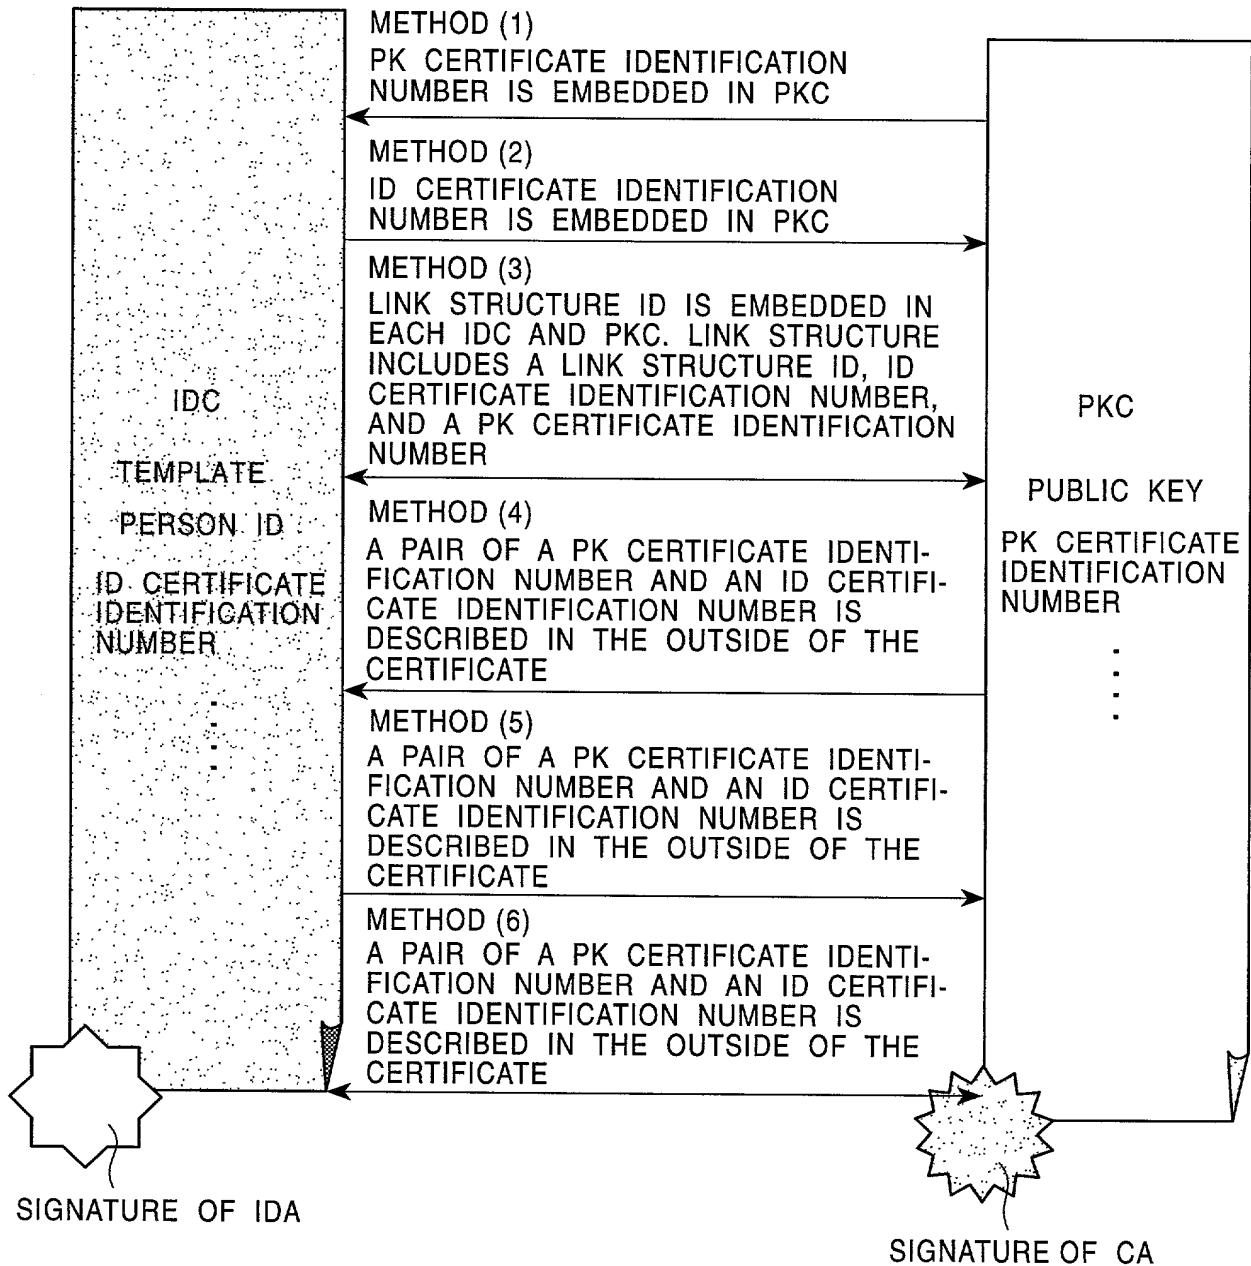 METHOD (1)
PK CERTIFICATE IDENTIFICATION
NUMBER IS EMBEDDED IN PKC
METHOD (2)
ID CERTIFICATE IDENTIFICATION
NUMBER IS EMBEDDED IN PKC
METHOD (3)
LINK STRUCTURE ID IS EMBEDDED IN
EACH IDC AND PKC. LINK STRUCTURE
INCLUDES A LINK STRUCTURE ID, ID
CERTIFICATE IDENTIFICATION NUMBER,
AND A PK CERTIFICATE IDENTIFICATION
NUMBER
METHOD (4)
A PAIR OF A PK CERTIFICATE IDENTI-
FICATION NUMBER AND AN ID CERTIFI-
CATE IDENTIFICATION NUMBER IS
DESCRIBED IN THE OUTSIDE OF THE
CERTIFICATE
METHOD (5)
A PAIR OF A PK CERTIFICATE IDENTI-
FICATION NUMBER AND AN ID CERTIFI-
CATE IDENTIFICATION NUMBER IS
DESCRIBED IN THE OUTSIDE OF THE
CERTIFICATE
METHOD (6)
A PAIR OF A PK CERTIFICATE IDENTI-
FICATION NUMBER AND AN ID CERTIFI-
CATE IDENTIFICATION NUMBER IS
DESCRIBED IN THE OUTSIDE OF THE
CERTIFICATE
IDC
TEMPLATE
PERSON ID
ID CERTIFICATE
IDENTIFICATION
NUMBER
PKC
PUBLIC KEY
PK CERTIFICATE
IDENTIFICATION
NUMBER
SIGNATURE OF IDA
SIGNATURE OF CA